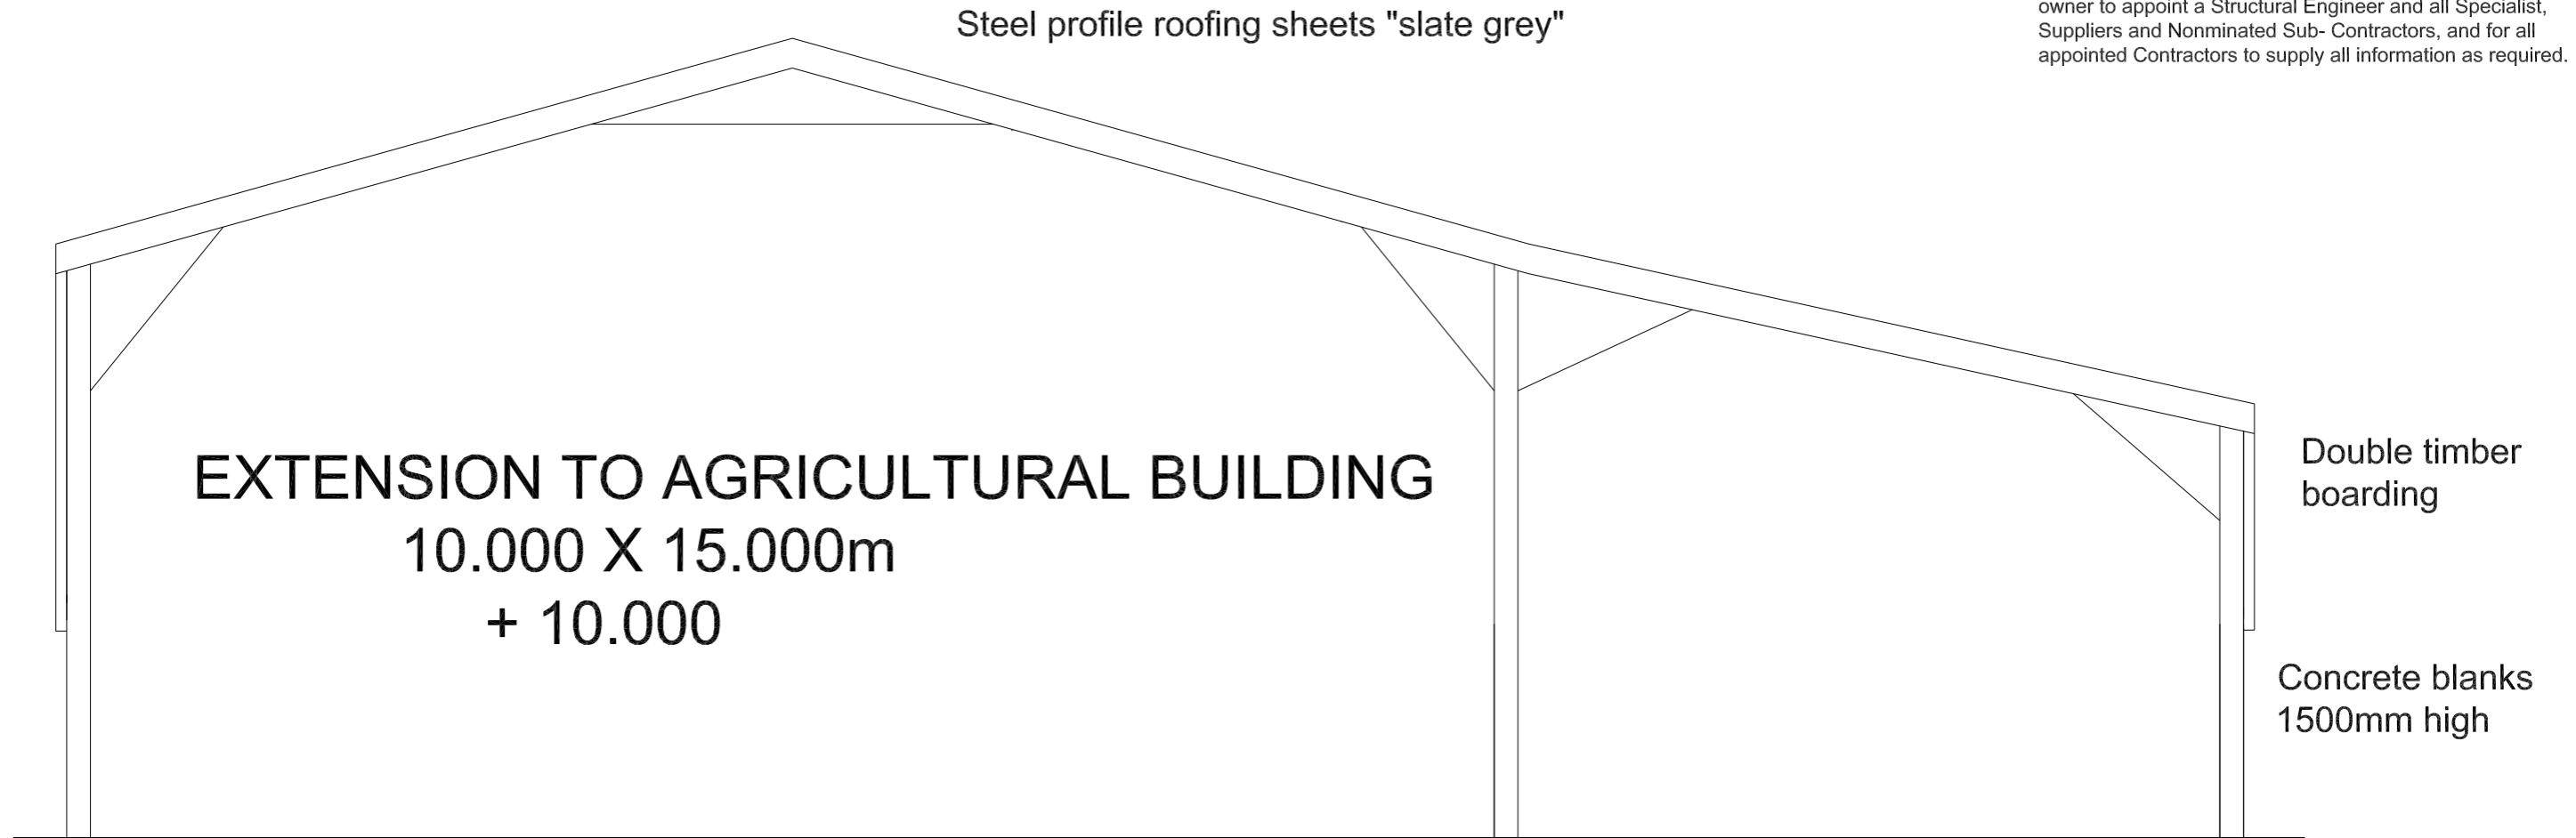 Steel profile roofing sheets "slate grey"
owner to appoint a Structural Engineer and all Specialist,
Suppliers and Nonminated Sub- Contractors, and for all
appointed Contractors to supply all information as required.
EXTENSION TO AGRICULTURAL BUILDING
10.000 X 15.000m
+ 10.000
Double timber
boarding
Concrete blanks
1500mm high